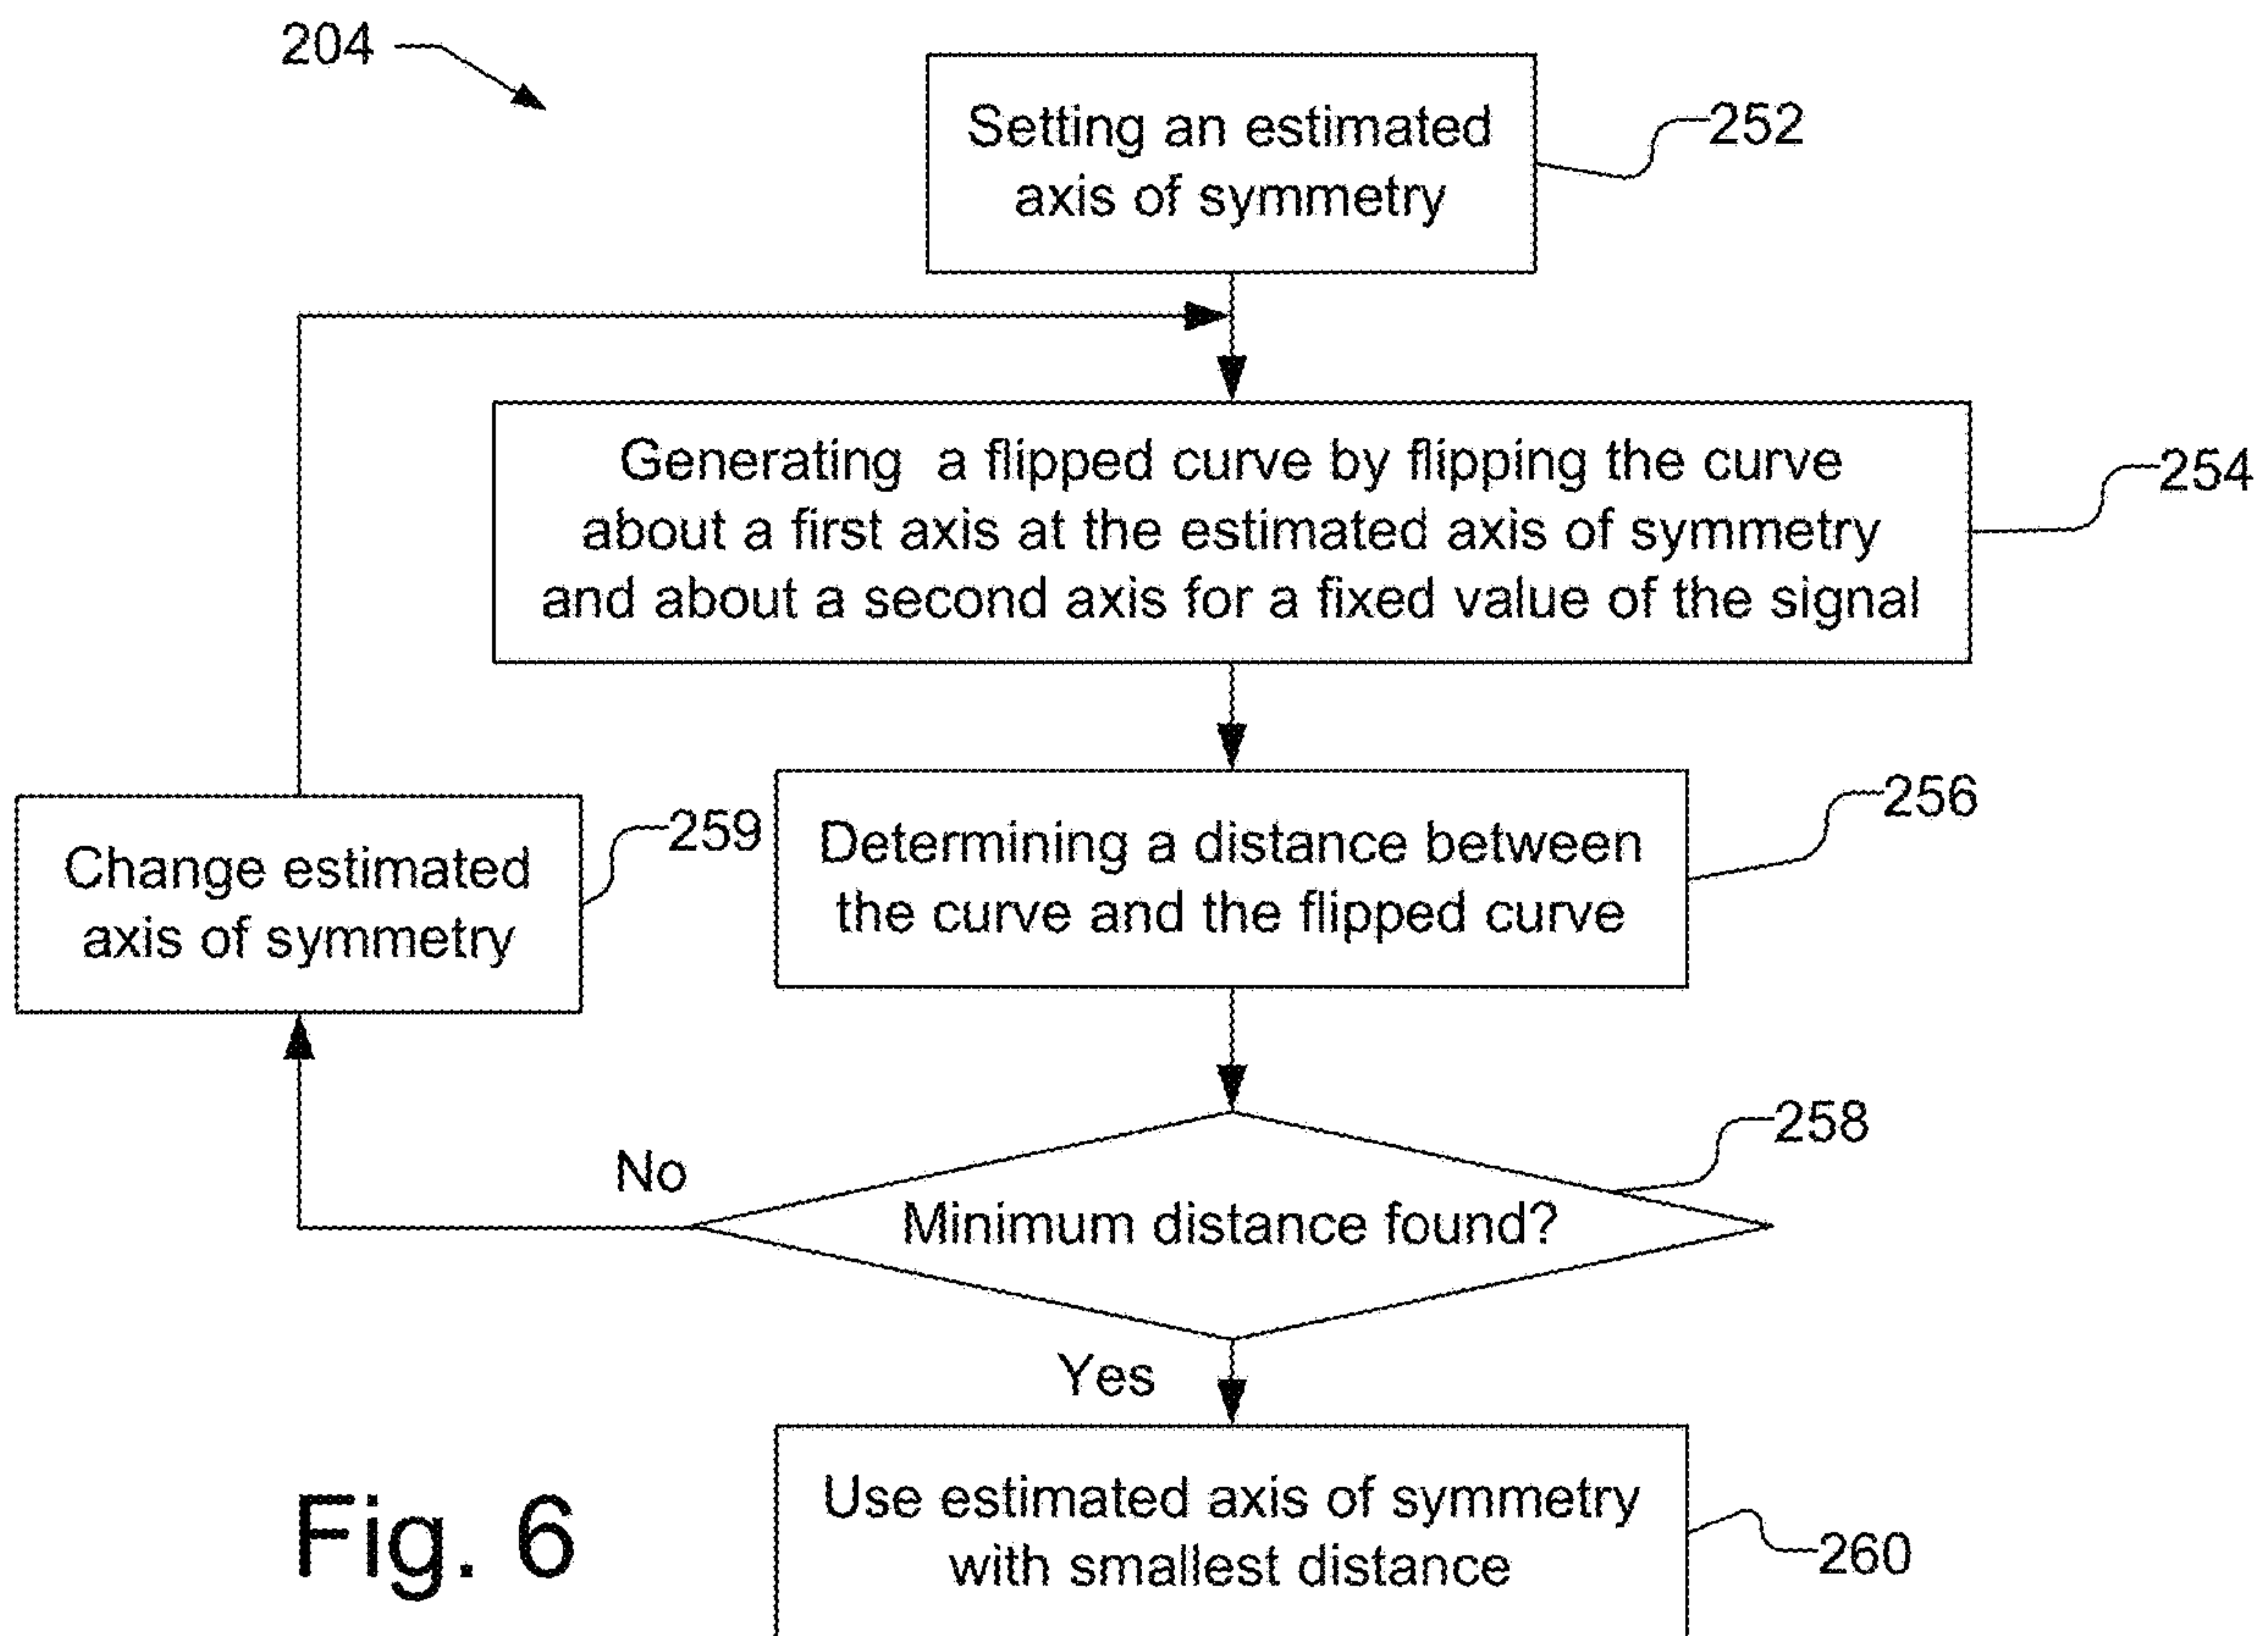 204
Setting an estimated
axis of symmetry
252
Generating a flipped curve by flipping the curve
about a first axis at the estimated axis of symmetry
and about a second axis for a fixed value of the signal
254
Change estimated
axis of symmetry
259
Determining a distance between
the curve and the flipped curve
256
No
Minimum distance found?
258
Yes
Use estimated axis of symmetry
with smallest distance
260
Fig. 6